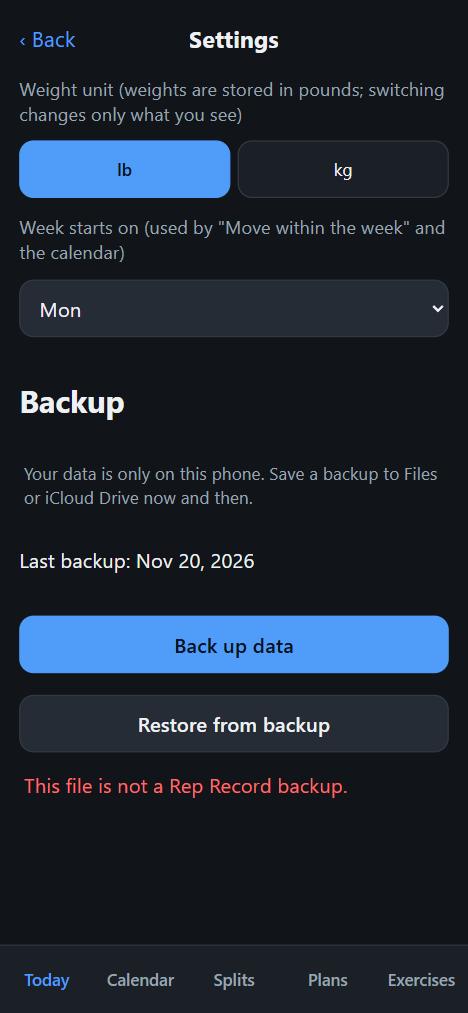 ‹ Back
Settings
Weight unit (weights are stored in pounds; switching
changes only what you see)
lb
kg
Week starts on (used by "Move within the week" and
the calendar)
Mon
Backup
Your data is only on this phone. Save a backup to Files
or iCloud Drive now and then.
Last backup: Nov 20, 2026
Back up data
Restore from backup
This file is not a Rep Record backup.
Today
Calendar
Splits
Plans
Exercises